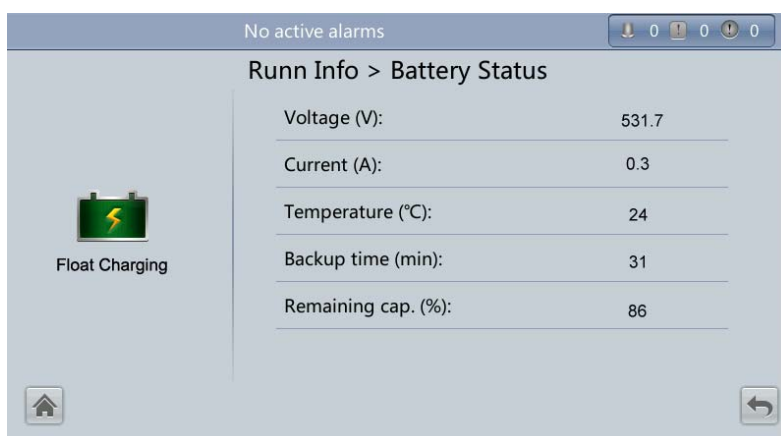 No active alarms
0 0 0
Runn Info > Battery Status
Voltage (V): 531.7
Current (A): 0.3
Temperature (℃): 24
Float Charging
Backup time (min): 31
Remaining cap. (%): 86